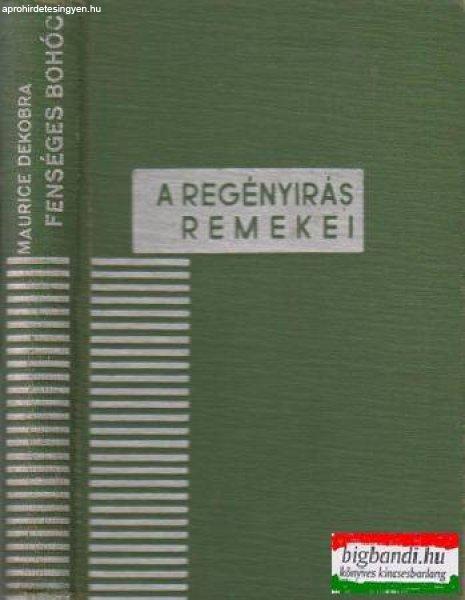 aprohirdetesingyen.hu
MAURICE DEKOBRA
FENSÉGES BOHÓC
A REGÉNYIRÁS
REMEKEI
bigbandi.hu
könyves kincsesbarlang